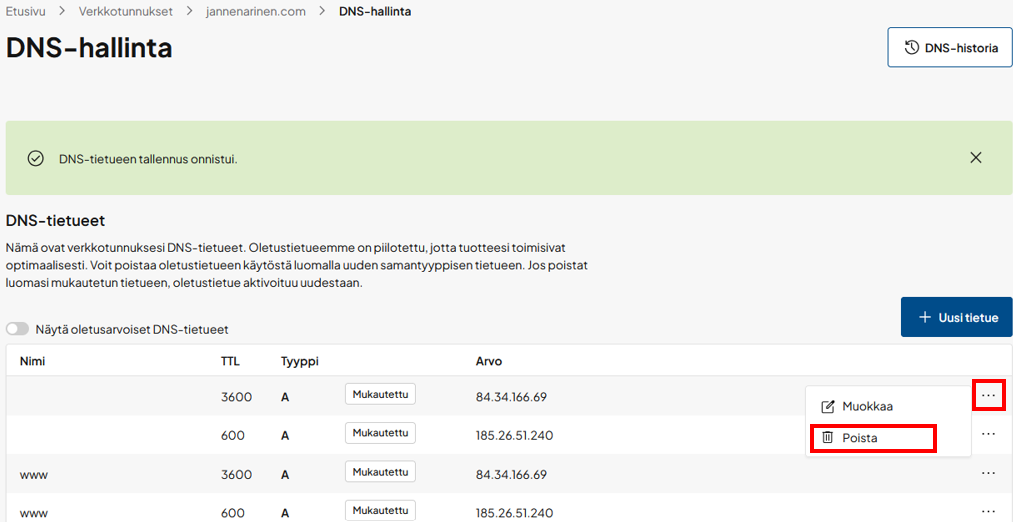 Etusivu > Verkkotunnukset > jannenarinen.com > DNS-hallinta
DNS-hallinta
DNS-historia
DNS-tietueen tallennus onnistui.
DNS-tietueet
Nämä ovat verkkotunnuksesi DNS-tietueet. Oletustietueemme on piilotettu, jotta tuotteesi toimisivat
optimaalisesti. Voit poistaa oletustietueen käytöstä luomalla uuden samantyyppisen tietueen. Jos poistat
luomasi mukautetun tietueen, oletustietue aktivoituu uudestaan.
+ Uusi tietue
Näytä oletusarvoiset DNS-tietueet
Nimi TTL Tyyppi Arvo
3600 A Mukautettu 84.34.166.69 ...
Muokkaa
600 A Mukautettu 185.26.51.240 ...
Poista
www 3600 A Mukautettu 84.34.166.69 ...
www 600 A Mukautettu 185.26.51.240 ...